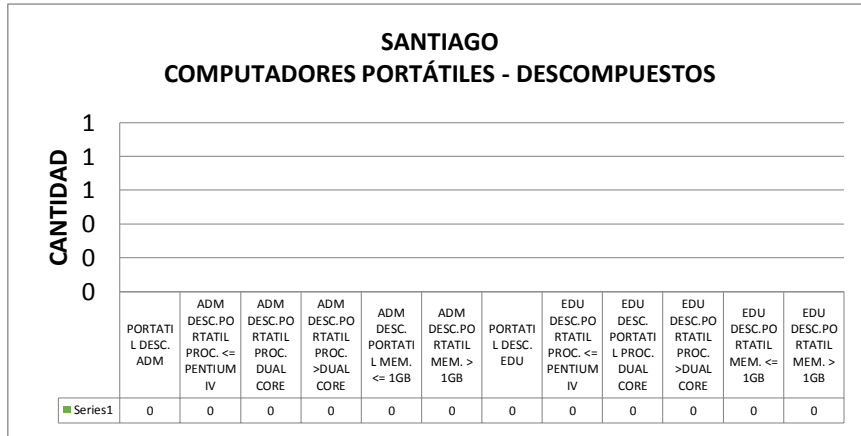 SANTIAGO
COMPUTADORES PORTÁTILES - DESCOMPUESTOS
CANTIDAD
1
1
1
0
0
0
PORTATI
L DESC.
ADM
ADM
DESC.PO
RTATIL
PROC. <=
PENTIUM
IV
ADM
DESC.PO
RTATIL
PROC.
DUAL
CORE
ADM
DESC.PO
RTATIL
PROC.
>DUAL
CORE
ADM
DESC.
PORTATI
L MEM.
<= 1GB
ADM
DESC.PO
RTATIL
MEM. >
1GB
PORTATI
L DESC.
EDU
EDU
DESC.PO
RTATIL
PROC. <=
PENTIUM
IV
EDU
DESC.
PORTATI
L PROC.
DUAL
CORE
EDU
DESC.PO
RTATIL
PROC.
>DUAL
CORE
EDU
DESC.PO
RTATIL
MEM. <=
1GB
EDU
DESC.PO
RTATIL
MEM. >
1GB
Series1 0 0 0 0 0 0 0 0 0 0 0 0